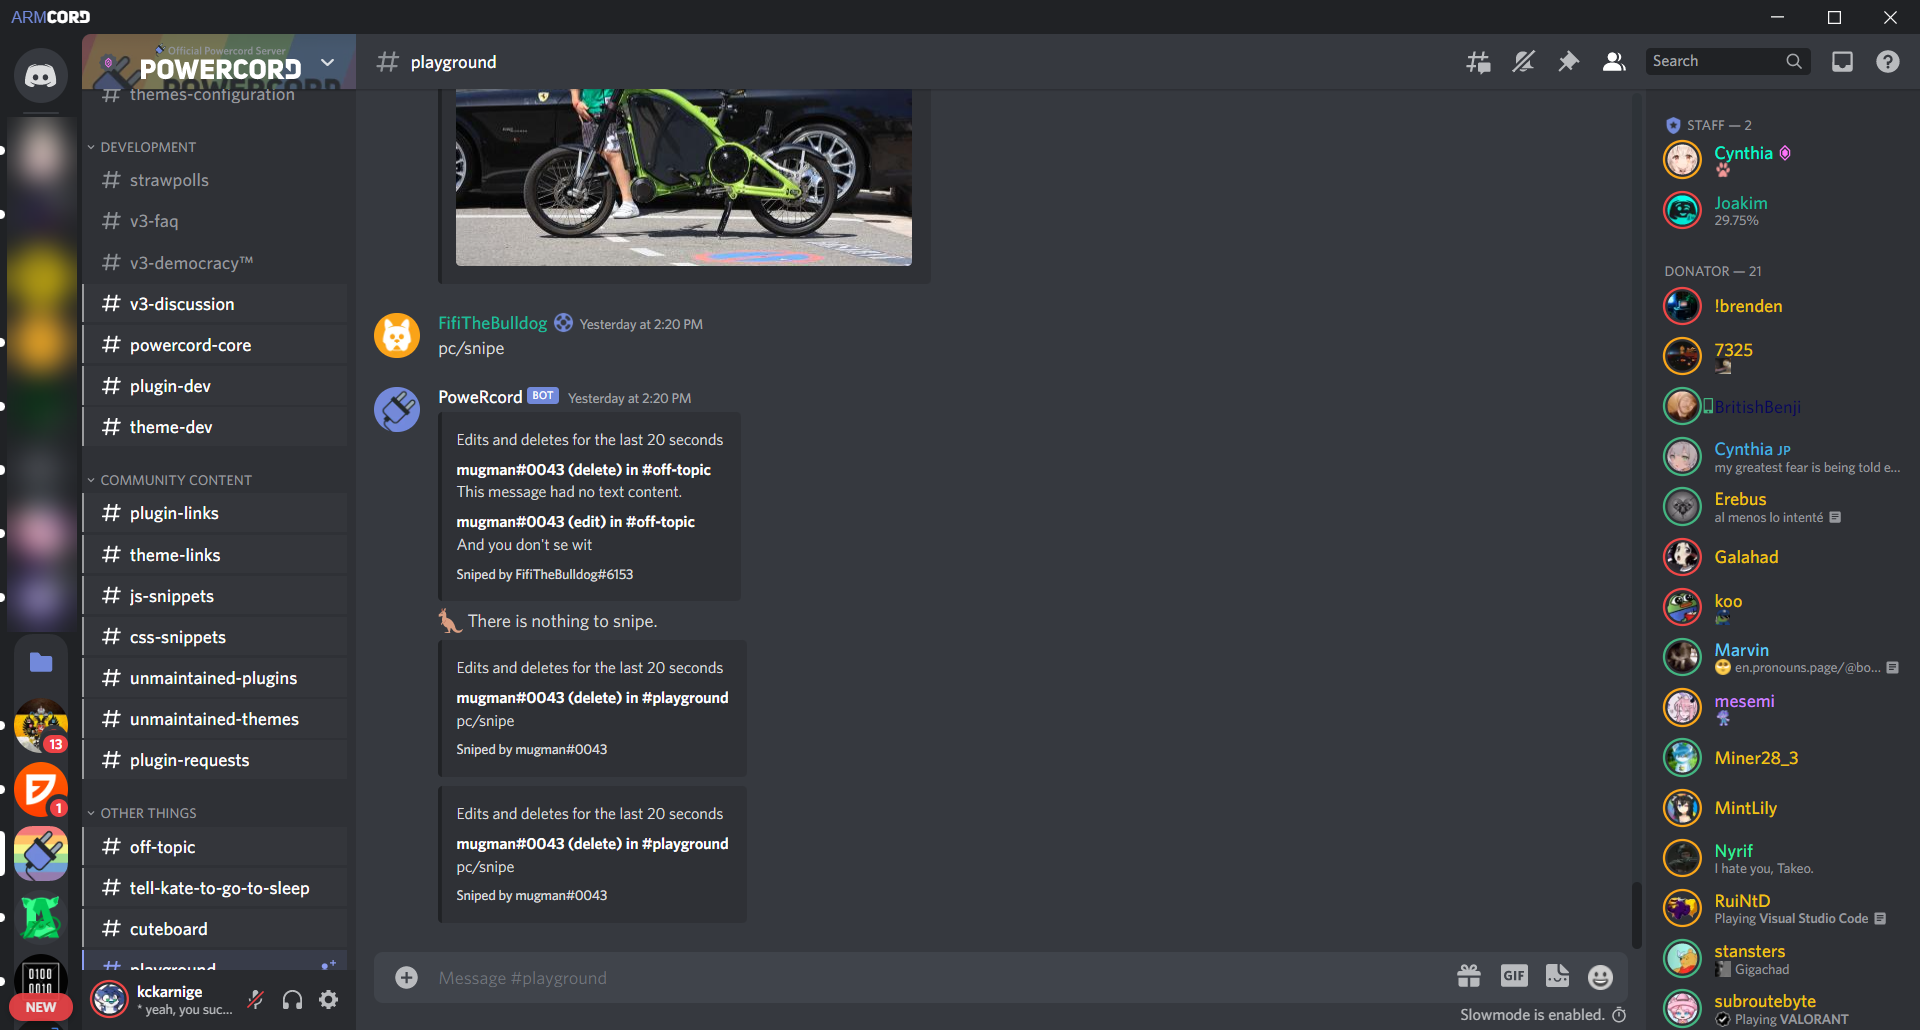 ARMCORD
Official Powercord Server
POWERCORD
themes-configuration
DEVELOPMENT
strawpolls
v3-faq
v3-democracy™
v3-discussion
powercord-core
plugin-dev
theme-dev
COMMUNITY CONTENT
plugin-links
theme-links
js-snippets
css-snippets
unmaintained-plugins
unmaintained-themes
plugin-requests
OTHER THINGS
off-topic
tell-kate-to-go-to-sleep
cuteboard
playground
13
1
NEW
kckarnige
* yeah, you suc...
# playground
Search
FifiTheBulldog Yesterday at 2:20 PM
pc/snipe
PoweRcord BOT Yesterday at 2:20 PM
Edits and deletes for the last 20 seconds
mugman#0043 (delete) in #off-topic
This message had no text content.
mugman#0043 (edit) in #off-topic
And you don't se wit
Sniped by FifiTheBulldog#6153
There is nothing to snipe.
Edits and deletes for the last 20 seconds
mugman#0043 (delete) in #playground
pc/snipe
Sniped by mugman#0043
Edits and deletes for the last 20 seconds
mugman#0043 (delete) in #playground
pc/snipe
Sniped by mugman#0043
Message #playground
GIF
Slowmode is enabled.
STAFF — 2
Cynthia
Joakim
29.75%
DONATOR — 21
!brenden
7325
BritishBenji
Cynthia JP
my greatest fear is being told e...
Erebus
al menos lo intenté
Galahad
koo
Marvin
en.pronouns.page/@bo...
mesemi
Miner28_3
MintLily
Nyrif
I hate you, Takeo.
RuiNtD
Playing Visual Studio Code
stansters
Gigachad
subroutebyte
Playing VALORANT